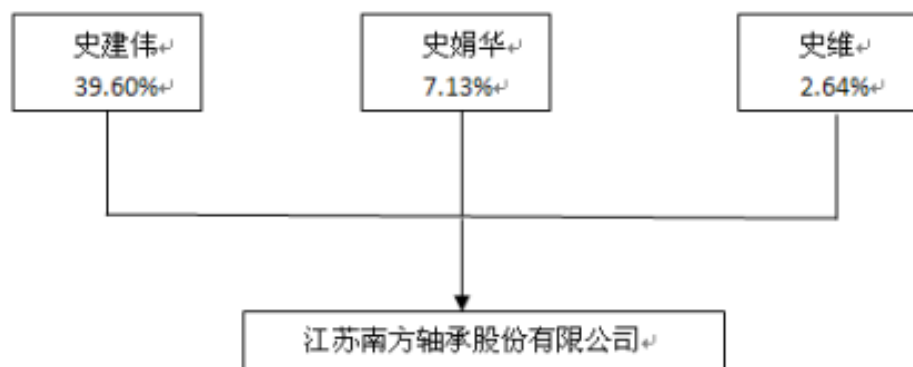 史建伟
39.60%
史娟华
7.13%
史维
2.64%
江苏南方轴承股份有限公司